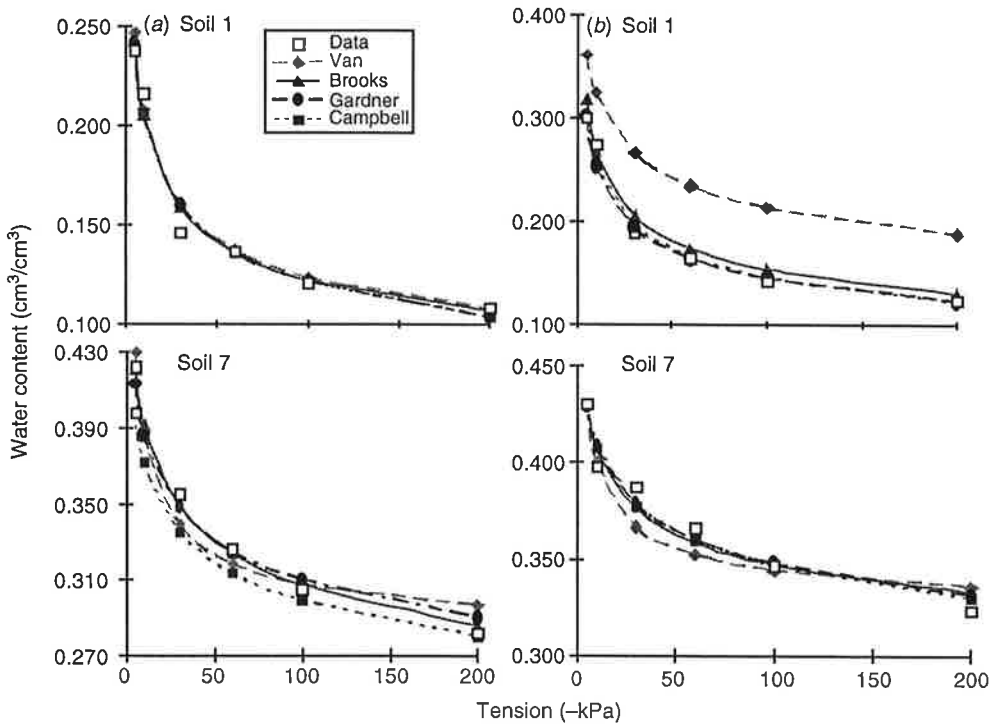 (a) Soil 1
Data
Van
Brooks
Gardner
Campbell
0.250
0.200
0.150
0.100
(b) Soil 1
0.400
0.300
0.200
0.100
Water content (cm³/cm³)
Soil 7
0.430
0.390
0.350
0.310
0.270
0 50 100 150 200
Soil 7
0.450
0.400
0.350
0.300
0 50 100 150 200
Tension (–kPa)